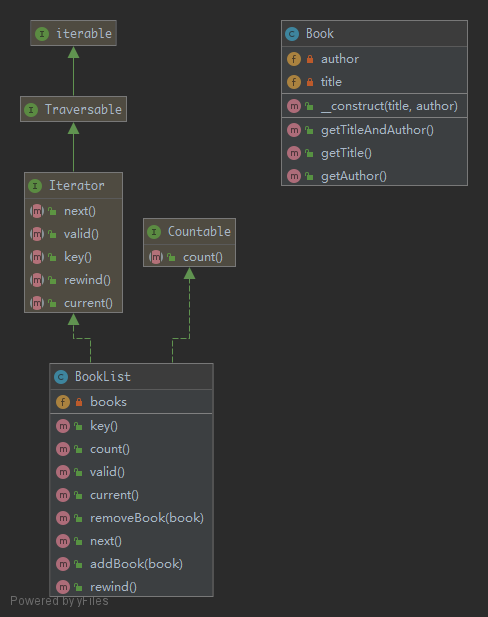 iterable
Traversable
Iterator
next()
valid()
key()
rewind()
current()
Countable
count()
BookList
books
key()
count()
valid()
current()
removeBook(book)
next()
addBook(book)
rewind()
Book
author
title
__construct(title, author)
getTitleAndAuthor()
getTitle()
getAuthor()
Powered by yFiles